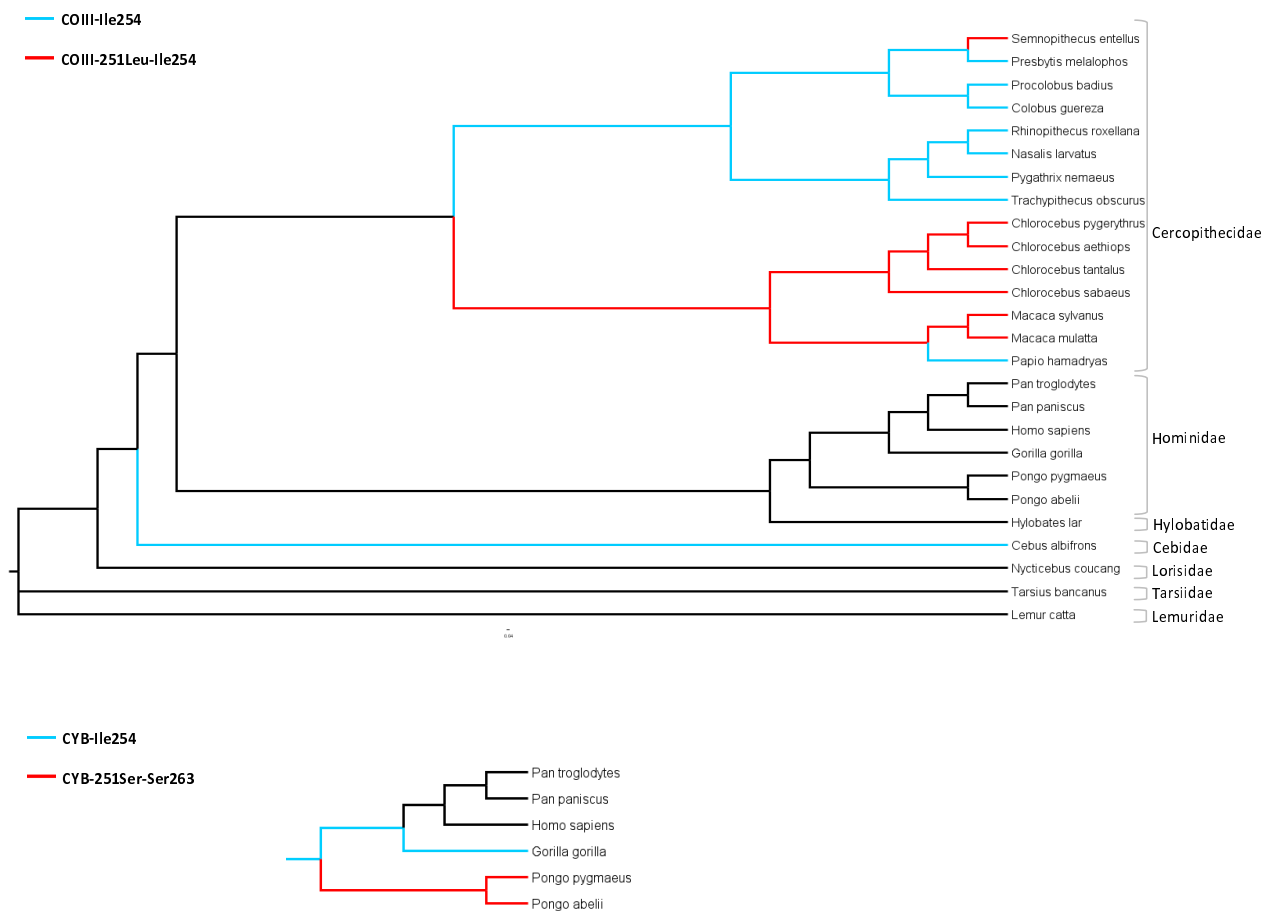 COIII-Ile254
COIII-251Leu-Ile254
Semnopithecus entellus
Presbytis melalophos
Procolobus badius
Colobus guereza
Rhinopithecus roxellana
Nasalis larvatus
Pygathrix nemaeus
Trachypithecus obscurus
Chlorocebus pygerythrus
Cercopithecidae
Chlorocebus aethiops
Chlorocebus tantalus
Chlorocebus sabaeus
Macaca sylvanus
Macaca mulatta
Papio hamadryas
Pan troglodytes
Pan paniscus
Homo sapiens
Hominidae
Gorilla gorilla
Pongo pygmaeus
Pongo abelii
Hylobates lar
Hylobatidae
Cebus albifrons
Cebidae
Nycticebus coucang
Lorisidae
Tarsius bancanus
Tarsiidae
Lemur catta
Lemuridae
CYB-Ile254
CYB-251Ser-Ser263
Pan troglodytes
Pan paniscus
Homo sapiens
Gorilla gorilla
Pongo pygmaeus
Pongo abelii